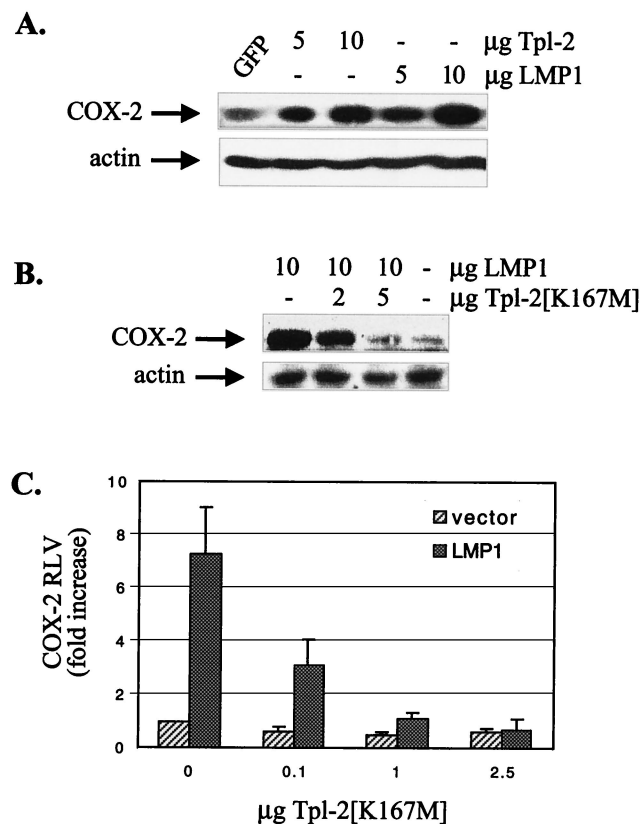 A.
GFP 5 10 - - μg Tpl-2
- - 5 10 μg LMP1
COX-2
actin
B.
10 10 10 - μg LMP1
- 2 5 - μg Tpl-2[K167M]
COX-2
actin
C.
COX-2 RLV
(fold increase)
10
8
6
4
2
0
vector
LMP1
0 0.1 1 2.5
μg Tpl-2[K167M]